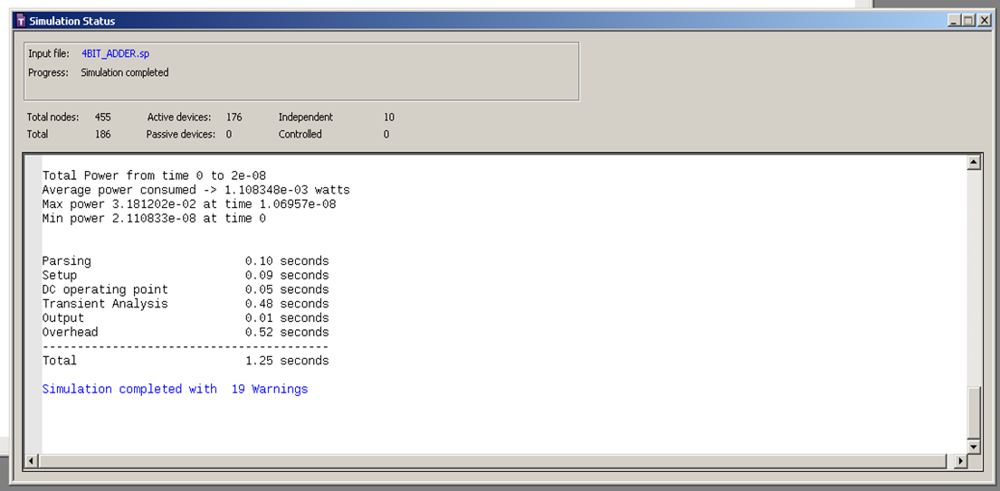 Simulation Status
Input file: 4BIT_ADDER.sp
Progress: Simulation completed
Total nodes: 455 Active devices: 176 Independent 10
Total 186 Passive devices: 0 Controlled 0
Total Power from time 0 to 2e-08
Average power consumed -> 1.108348e-03 watts
Max power 3.181202e-02 at time 1.06957e-08
Min power 2.110833e-08 at time 0
Parsing 0.10 seconds
Setup 0.09 seconds
DC operating point 0.05 seconds
Transient Analysis 0.48 seconds
Output 0.01 seconds
Overhead 0.52 seconds
-----------------------------------------
Total 1.25 seconds
Simulation completed with 19 Warnings